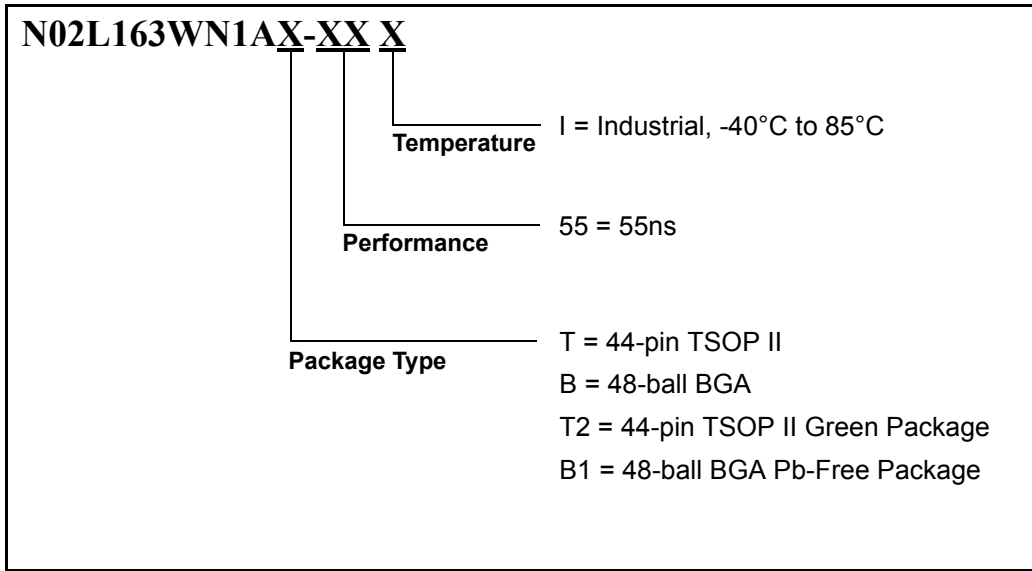 N02L163WN1AX-XX X
Temperature
I = Industrial, -40°C to 85°C
Performance
55 = 55ns
Package Type
T = 44-pin TSOP II
B = 48-ball BGA
T2 = 44-pin TSOP II Green Package
B1 = 48-ball BGA Pb-Free Package